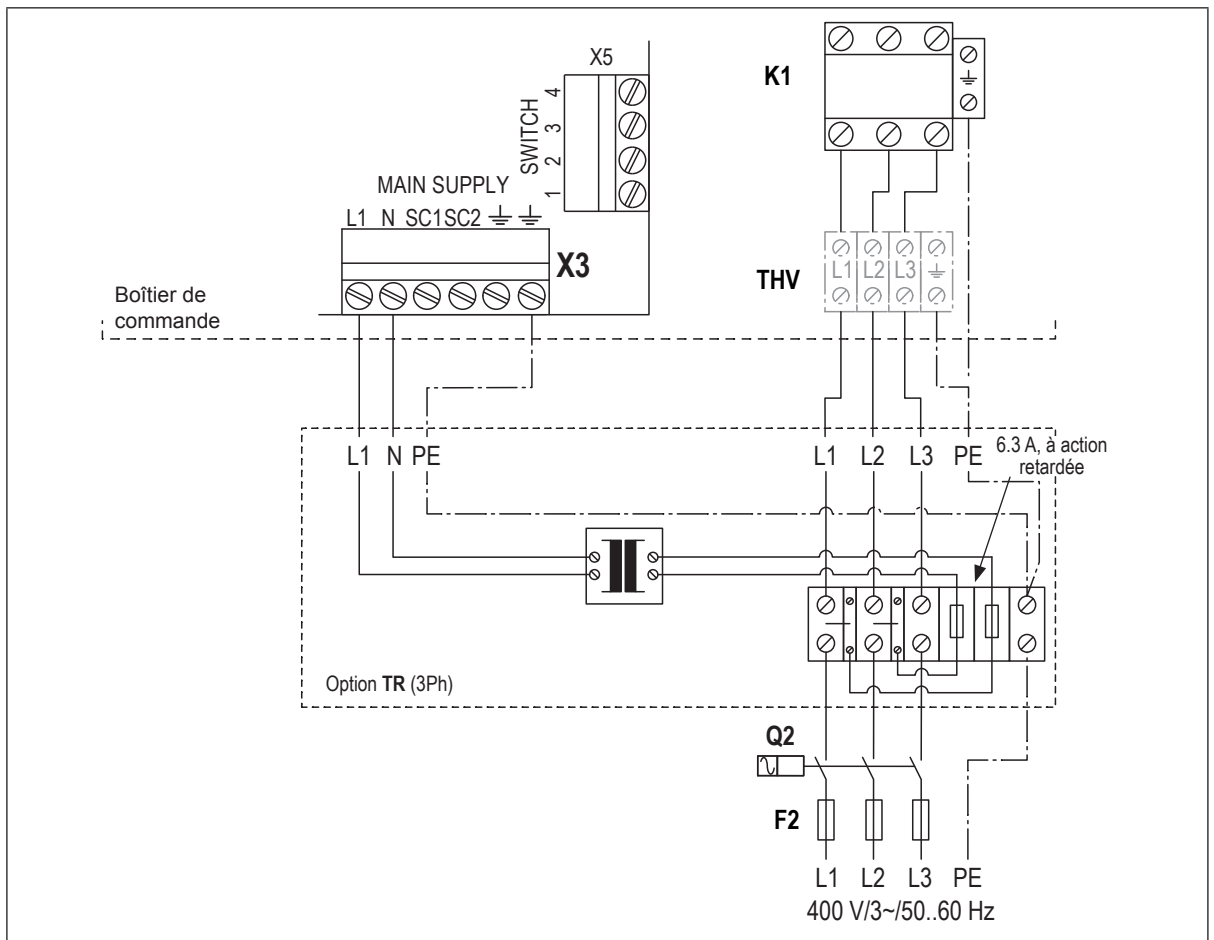 X5
K1
SWITCH
4
3
2
1
MAIN SUPPLY
L1 N SC1 SC2
X3
L1 L2 L3
THV
Boîtier de
commande
L1 N PE
L1 L2 L3 PE
6.3 A, à action
retardée
Option TR (3Ph)
Q2
F2
L1 L2 L3 PE
400 V/3~/50..60 Hz